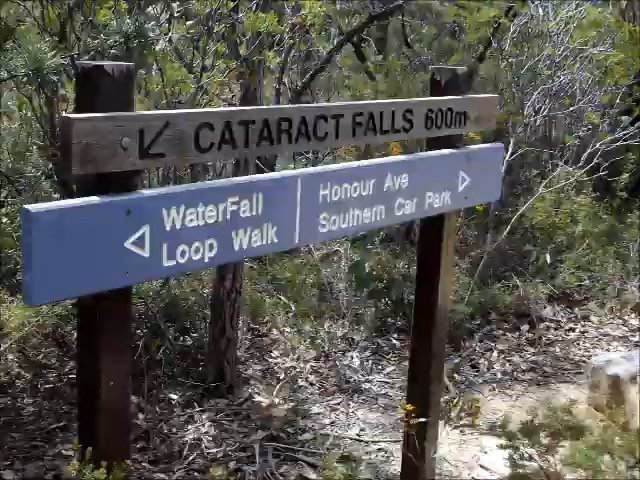 CATARACT FALLS 600m
WaterFall
Loop Walk
Honour Ave
Southern Car Park